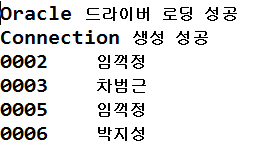 Oracle 드라이버 로딩 성공
Connection 생성 성공
0002 임꺽정
0003 차범근
0005 임꺽정
0006 박지성